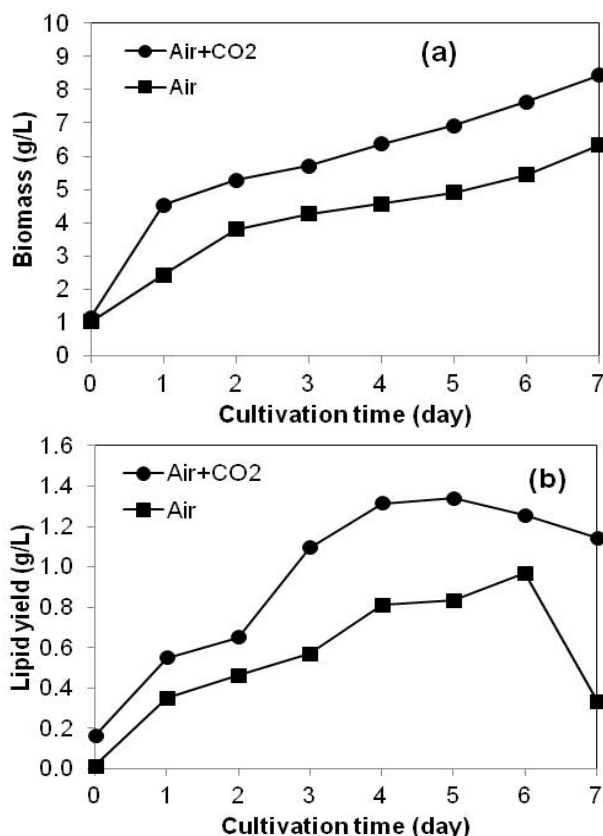 10
9
8
7
6
5
4
3
2
1
0
Biomass (g/L)
Air+CO2
Air
(a)
0 1 2 3 4 5 6 7
Cultivation time (day)
1.6
1.4
1.2
1.0
0.8
0.6
0.4
0.2
0.0
Lipid yield (g/L)
Air+CO2
Air
(b)
0 1 2 3 4 5 6 7
Cultivation time (day)